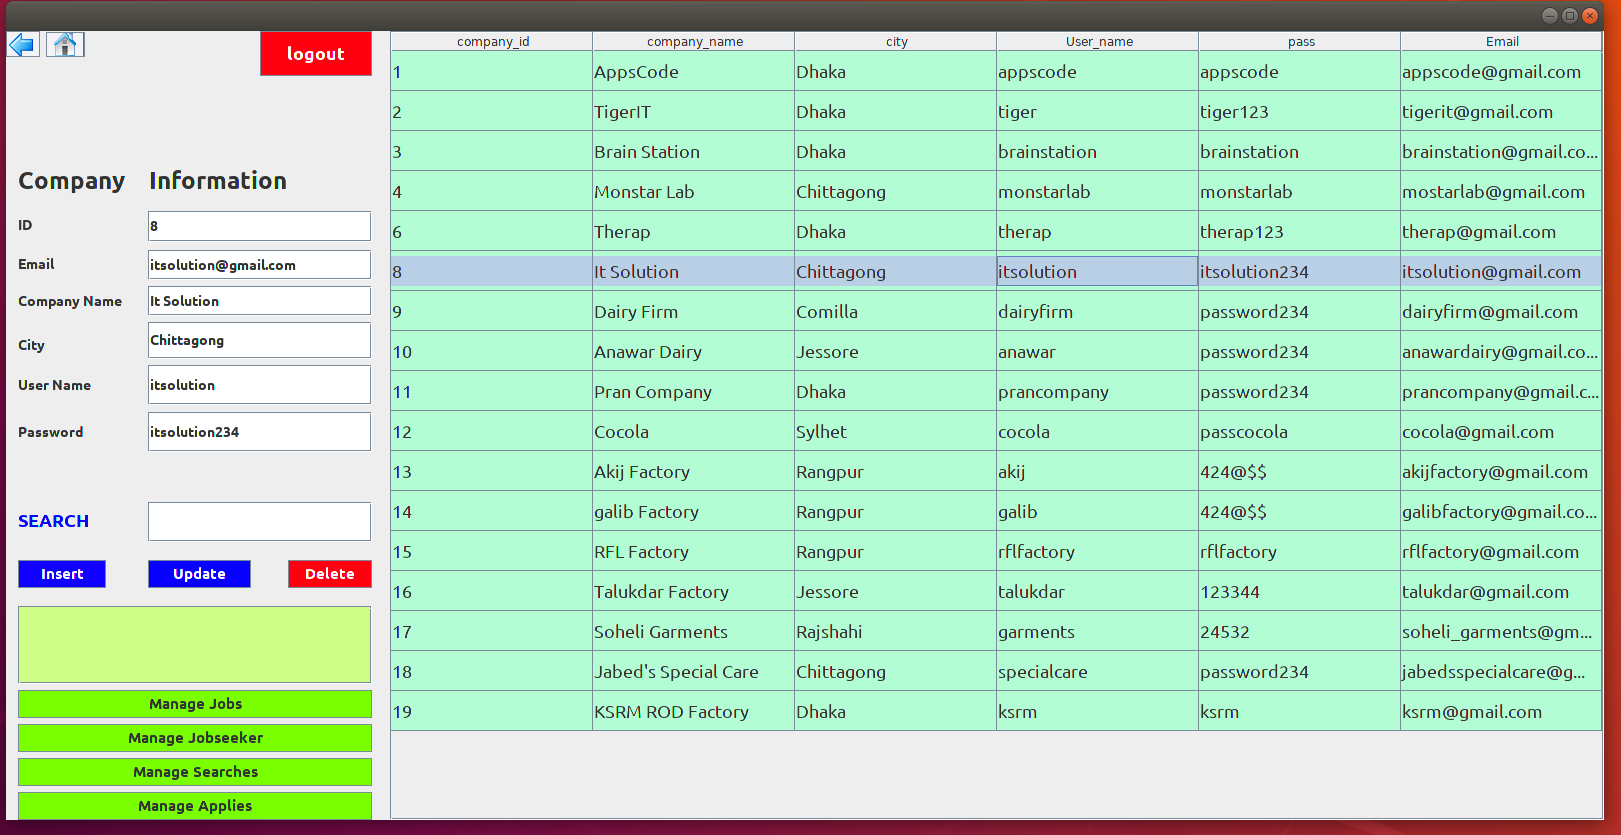 logout
Company Information
ID 8
Email itsolution@gmail.com
Company Name It Solution
City Chittagong
User Name itsolution
Password itsolution234
SEARCH
Insert Update Delete
Manage Jobs
Manage Jobseeker
Manage Searches
Manage Applies
company_id company_name city User_name pass Email
1 AppsCode Dhaka appscode appscode appscode@gmail.com
2 TigerIT Dhaka tiger tiger123 tigerit@gmail.com
3 Brain Station Dhaka brainstation brainstation brainstation@gmail.co...
4 Monstar Lab Chittagong monstarlab monstarlab mostarlab@gmail.com
6 Therap Dhaka therap therap123 therap@gmail.com
8 It Solution Chittagong itsolution itsolution234 itsolution@gmail.com
9 Dairy Firm Comilla dairyfirm password234 dairyfirm@gmail.com
10 Anawar Dairy Jessore anawar password234 anawardairy@gmail.co...
11 Pran Company Dhaka prancompany password234 prancompany@gmail.c...
12 Cocola Sylhet cocola passcocola cocola@gmail.com
13 Akij Factory Rangpur akij 424@$$ akijfactory@gmail.com
14 galib Factory Rangpur galib 424@$$ galibfactory@gmail.co...
15 RFL Factory Rangpur rflfactory rflfactory rflfactory@gmail.com
16 Talukdar Factory Jessore talukdar 123344 talukdar@gmail.com
17 Soheli Garments Rajshahi garments 24532 soheli_garments@gm...
18 Jabed's Special Care Chittagong specialcare password234 jabedsspecialcare@g...
19 KSRM ROD Factory Dhaka ksrm ksrm ksrm@gmail.com